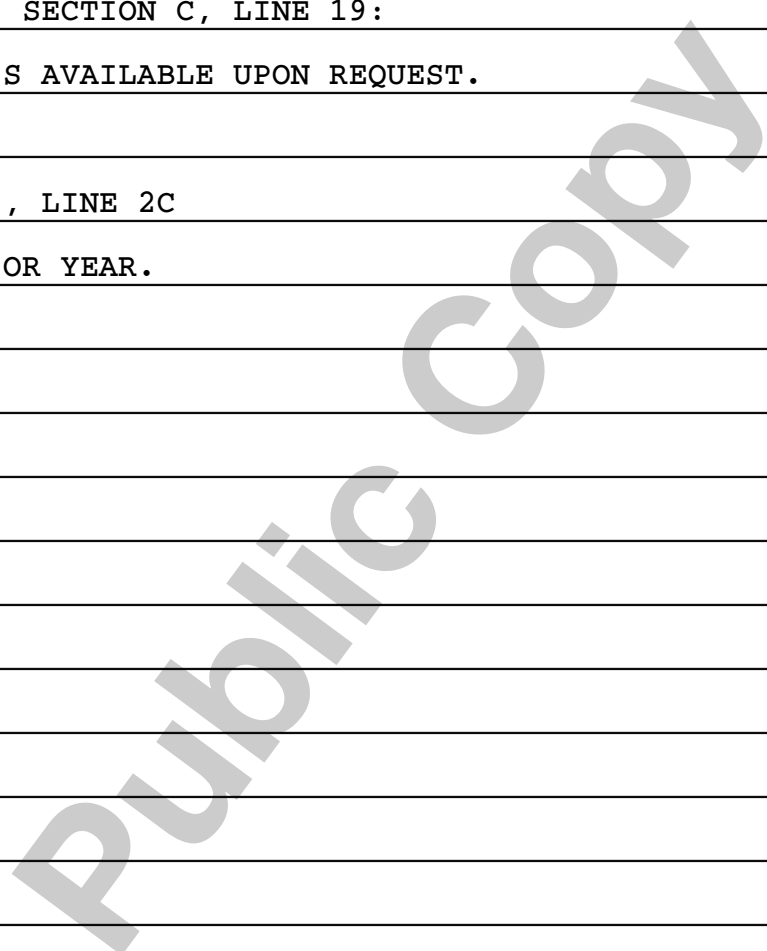 SECTION C, LINE 19:
S AVAILABLE UPON REQUEST.
, LINE 2C
OR YEAR.
Public Copy